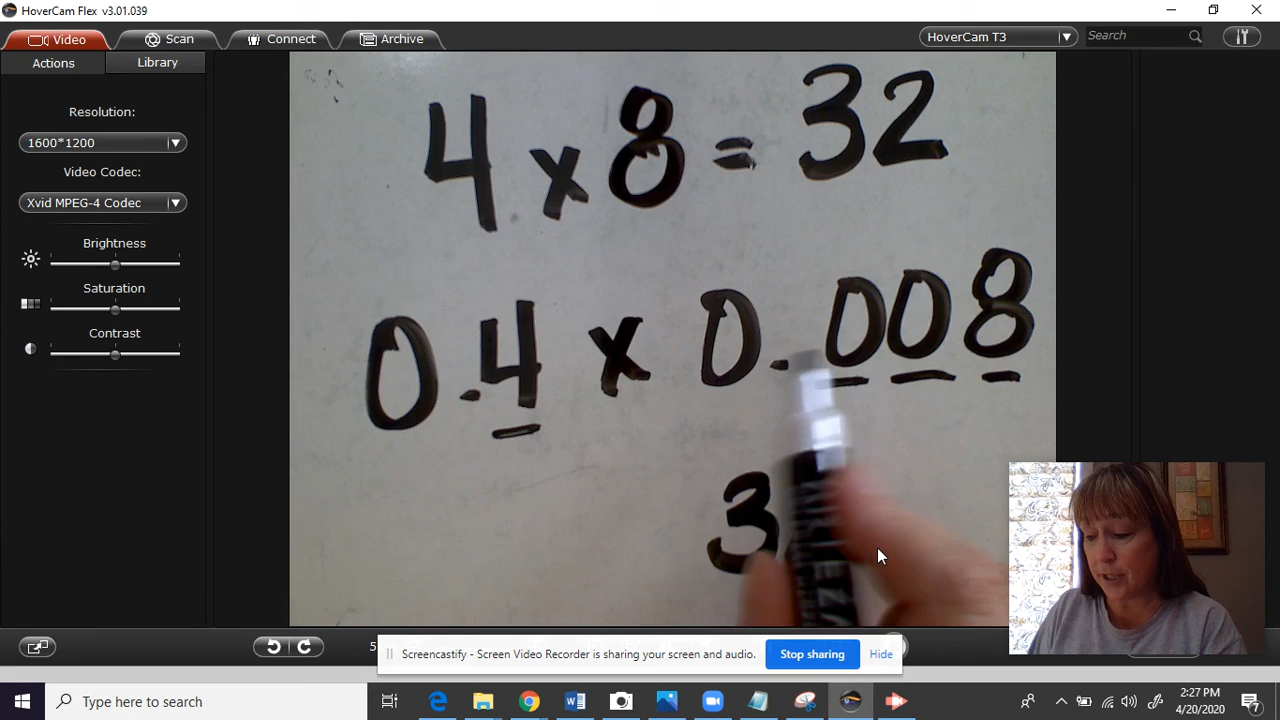 HoverCam Flex v3.01.039
Video
Scan
Connect
Archive
HoverCam T3
Search
Actions
Library
Resolution:
1600*1200
Video Codec:
Xvid MPEG-4 Codec
Brightness
Saturation
Contrast
4 x 8 = 32
0.4 x 0.008
3
5
Screencastify - Screen Video Recorder is sharing your screen and audio.
Stop sharing
Hide
Type here to search
2:27 PM
4/20/2020
7